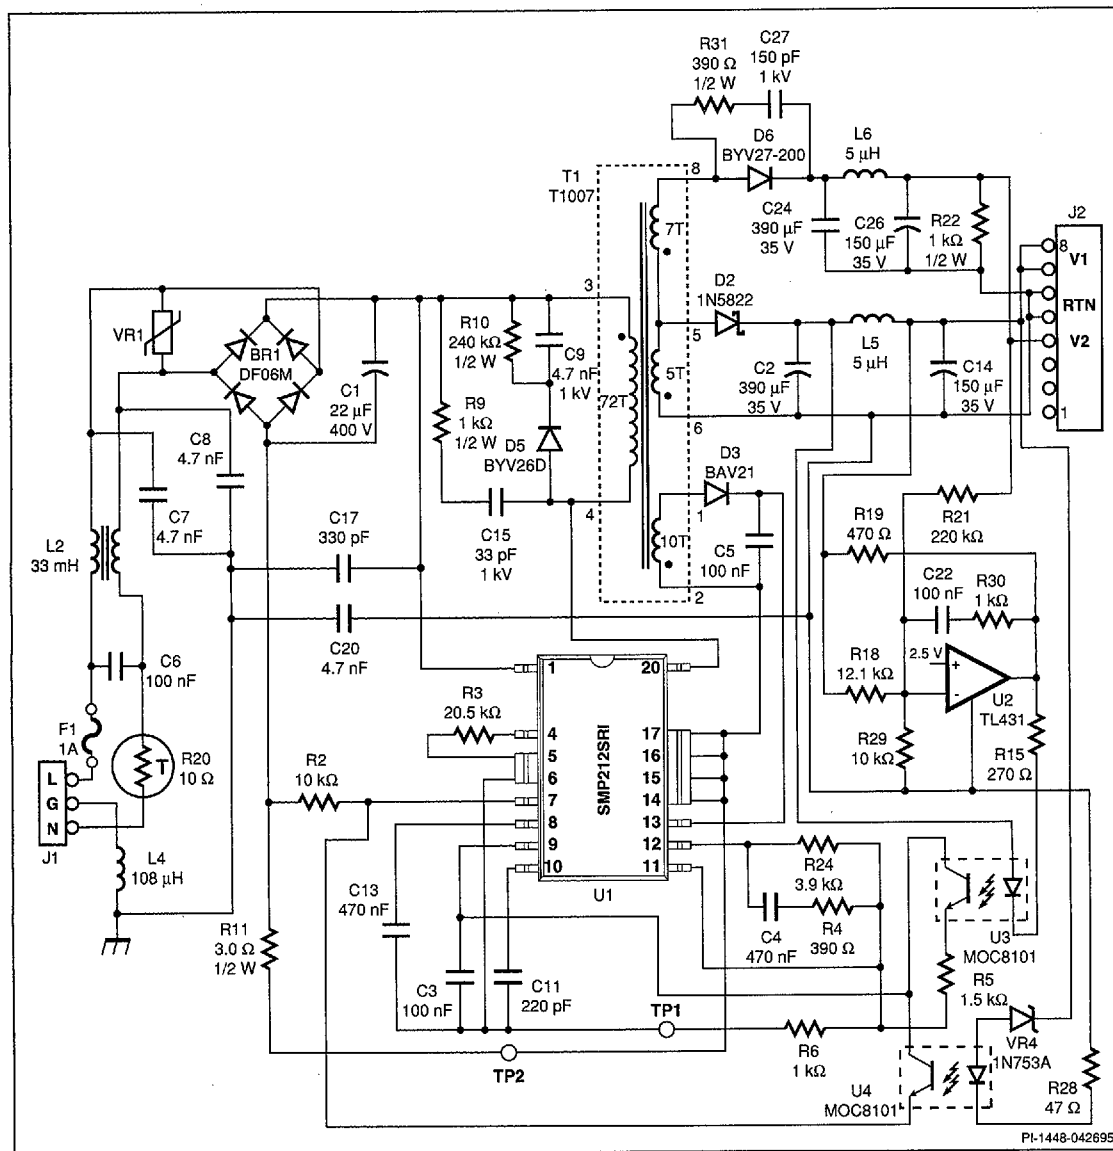 C27
150 pF
1 kV
R31
390 Ω
1/2 W
D6
BYV27-200
L6
5 µH
T1
T1007
8
7T
C24
390 µF
35 V
C26
150 µF
35 V
R22
1 kΩ
1/2 W
J2
8
V1
RTN
V2
1
D2
1N5822
3
5
VR1
BR1
DF06M
C1
22 µF
400 V
R10
240 kΩ
1/2 W
C9
4.7 nF
1 kV
R9
1 kΩ
1/2 W
D5
BYV26D
72T
5T
C2
390 µF
35 V
L5
5 µH
C14
150 µF
35 V
6
C8
4.7 nF
C7
4.7 nF
D3
BAV21
4
1
C15
33 pF
1 kV
10T
C5
100 nF
2
L2
33 mH
C17
330 pF
C20
4.7 nF
R19
470 Ω
R21
220 kΩ
C22
100 nF
R30
1 kΩ
C6
100 nF
F1
1A
R20
10 Ω
T
L
G
N
J1
L4
108 µH
R3
20.5 kΩ
R2
10 kΩ
1
4
5
6
7
8
9
10
20
17
16
15
14
13
12
11
SMP212SRI
U1
R18
12.1 kΩ
2.5 V
+
-
U2
TL431
R29
10 kΩ
R15
270 Ω
C13
470 nF
R24
3.9 kΩ
C4
470 nF
R4
390 Ω
U3
MOC8101
R11
3.0 Ω
1/2 W
C3
100 nF
C11
220 pF
TP1
R5
1.5 kΩ
TP2
R6
1 kΩ
VR4
1N753A
U4
MOC8101
R28
47 Ω
PI-1448-042695